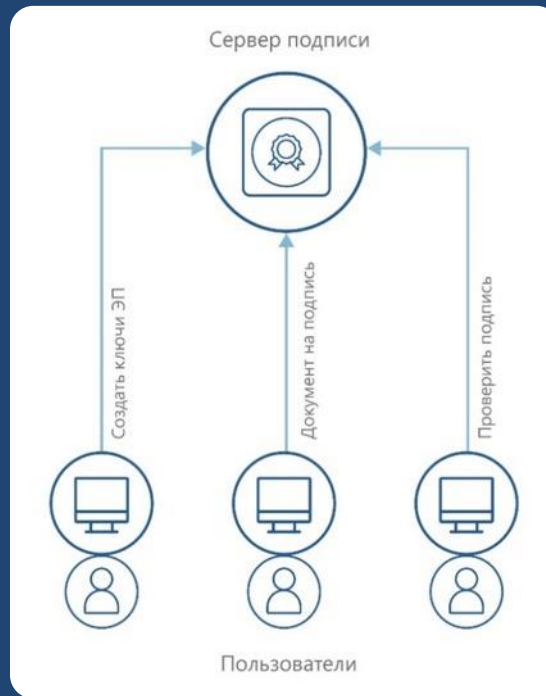 Сервер подписи
Создать ключи ЭП
Документ на подпись
Проверить подпись
Пользователи